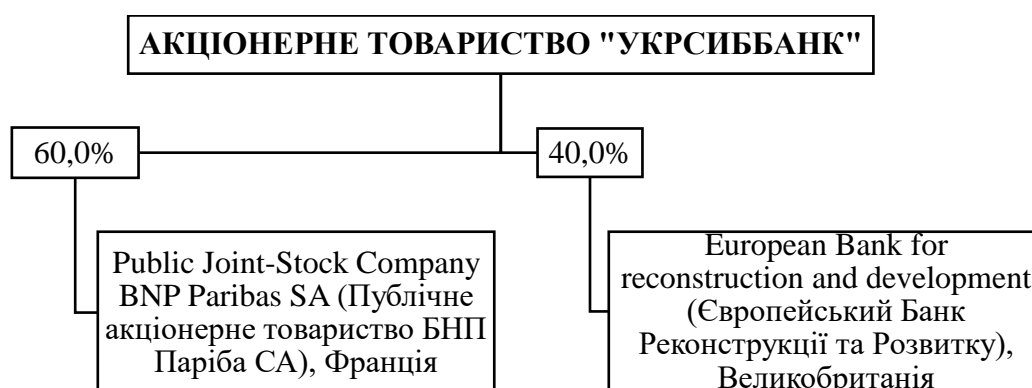 АКЦІОНЕРНЕ ТОВАРИСТВО "УКРСИББАНК"
60,0%
40,0%
Public Joint-Stock Company
BNP Paribas SA (Публічне
акціонерне товариство БНП
Паріба СА), Франція
European Bank for
reconstruction and development
(Європейський Банк
Реконструкції та Розвитку),
Великобританія